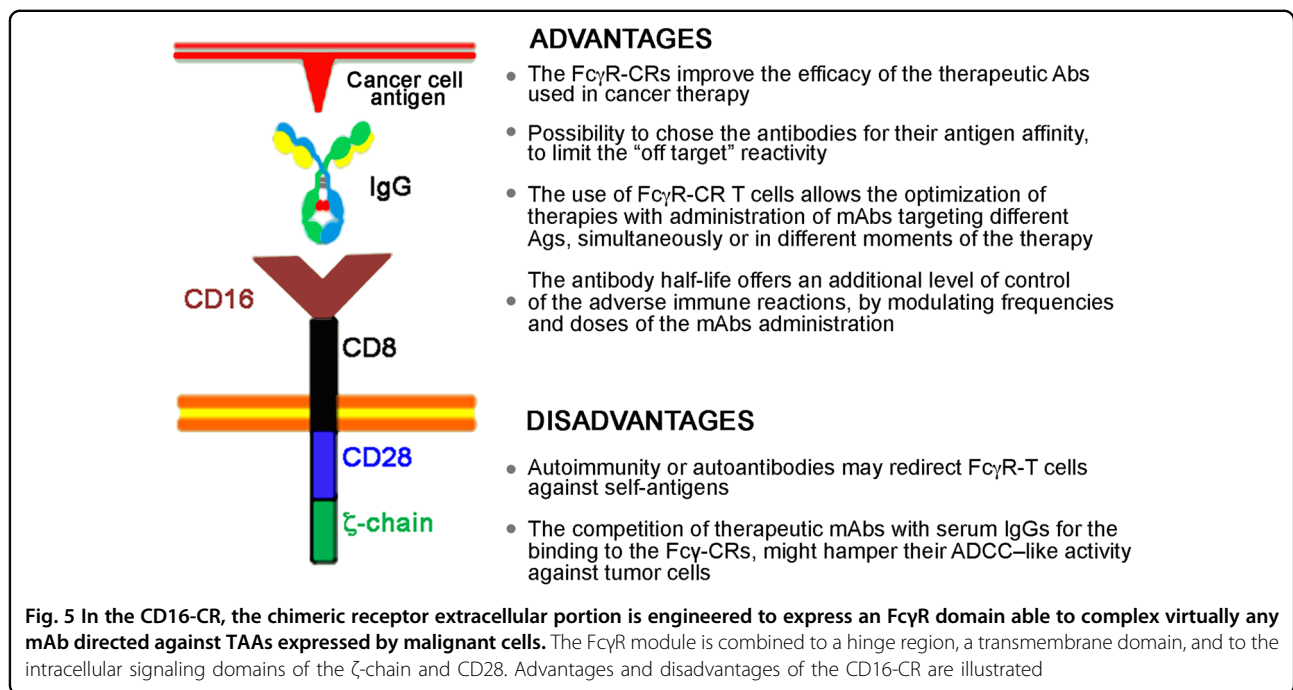 Cancer cell
antigen
IgG
CD16
CD8
CD28
ζ-chain
ADVANTAGES
• The FcγR-CRs improve the efficacy of the therapeutic Abs
used in cancer therapy
• Possibility to chose the antibodies for their antigen affinity,
to limit the “off target” reactivity
• The use of FcγR-CR T cells allows the optimization of
therapies with administration of mAbs targeting different
Ags, simultaneously or in different moments of the therapy
The antibody half-life offers an additional level of control
• of the adverse immune reactions, by modulating frequencies
and doses of the mAbs administration
DISADVANTAGES
• Autoimmunity or autoantibodies may redirect FcγR-T cells
against self-antigens
• The competition of therapeutic mAbs with serum IgGs for the
binding to the Fcγ-CRs, might hamper their ADCC–like activity
against tumor cells
Fig. 5 In the CD16-CR, the chimeric receptor extracellular portion is engineered to express an FcγR domain able to complex virtually any
mAb directed against TAAs expressed by malignant cells. The FcγR module is combined to a hinge region, a transmembrane domain, and to the
intracellular signaling domains of the ζ-chain and CD28. Advantages and disadvantages of the CD16-CR are illustrated